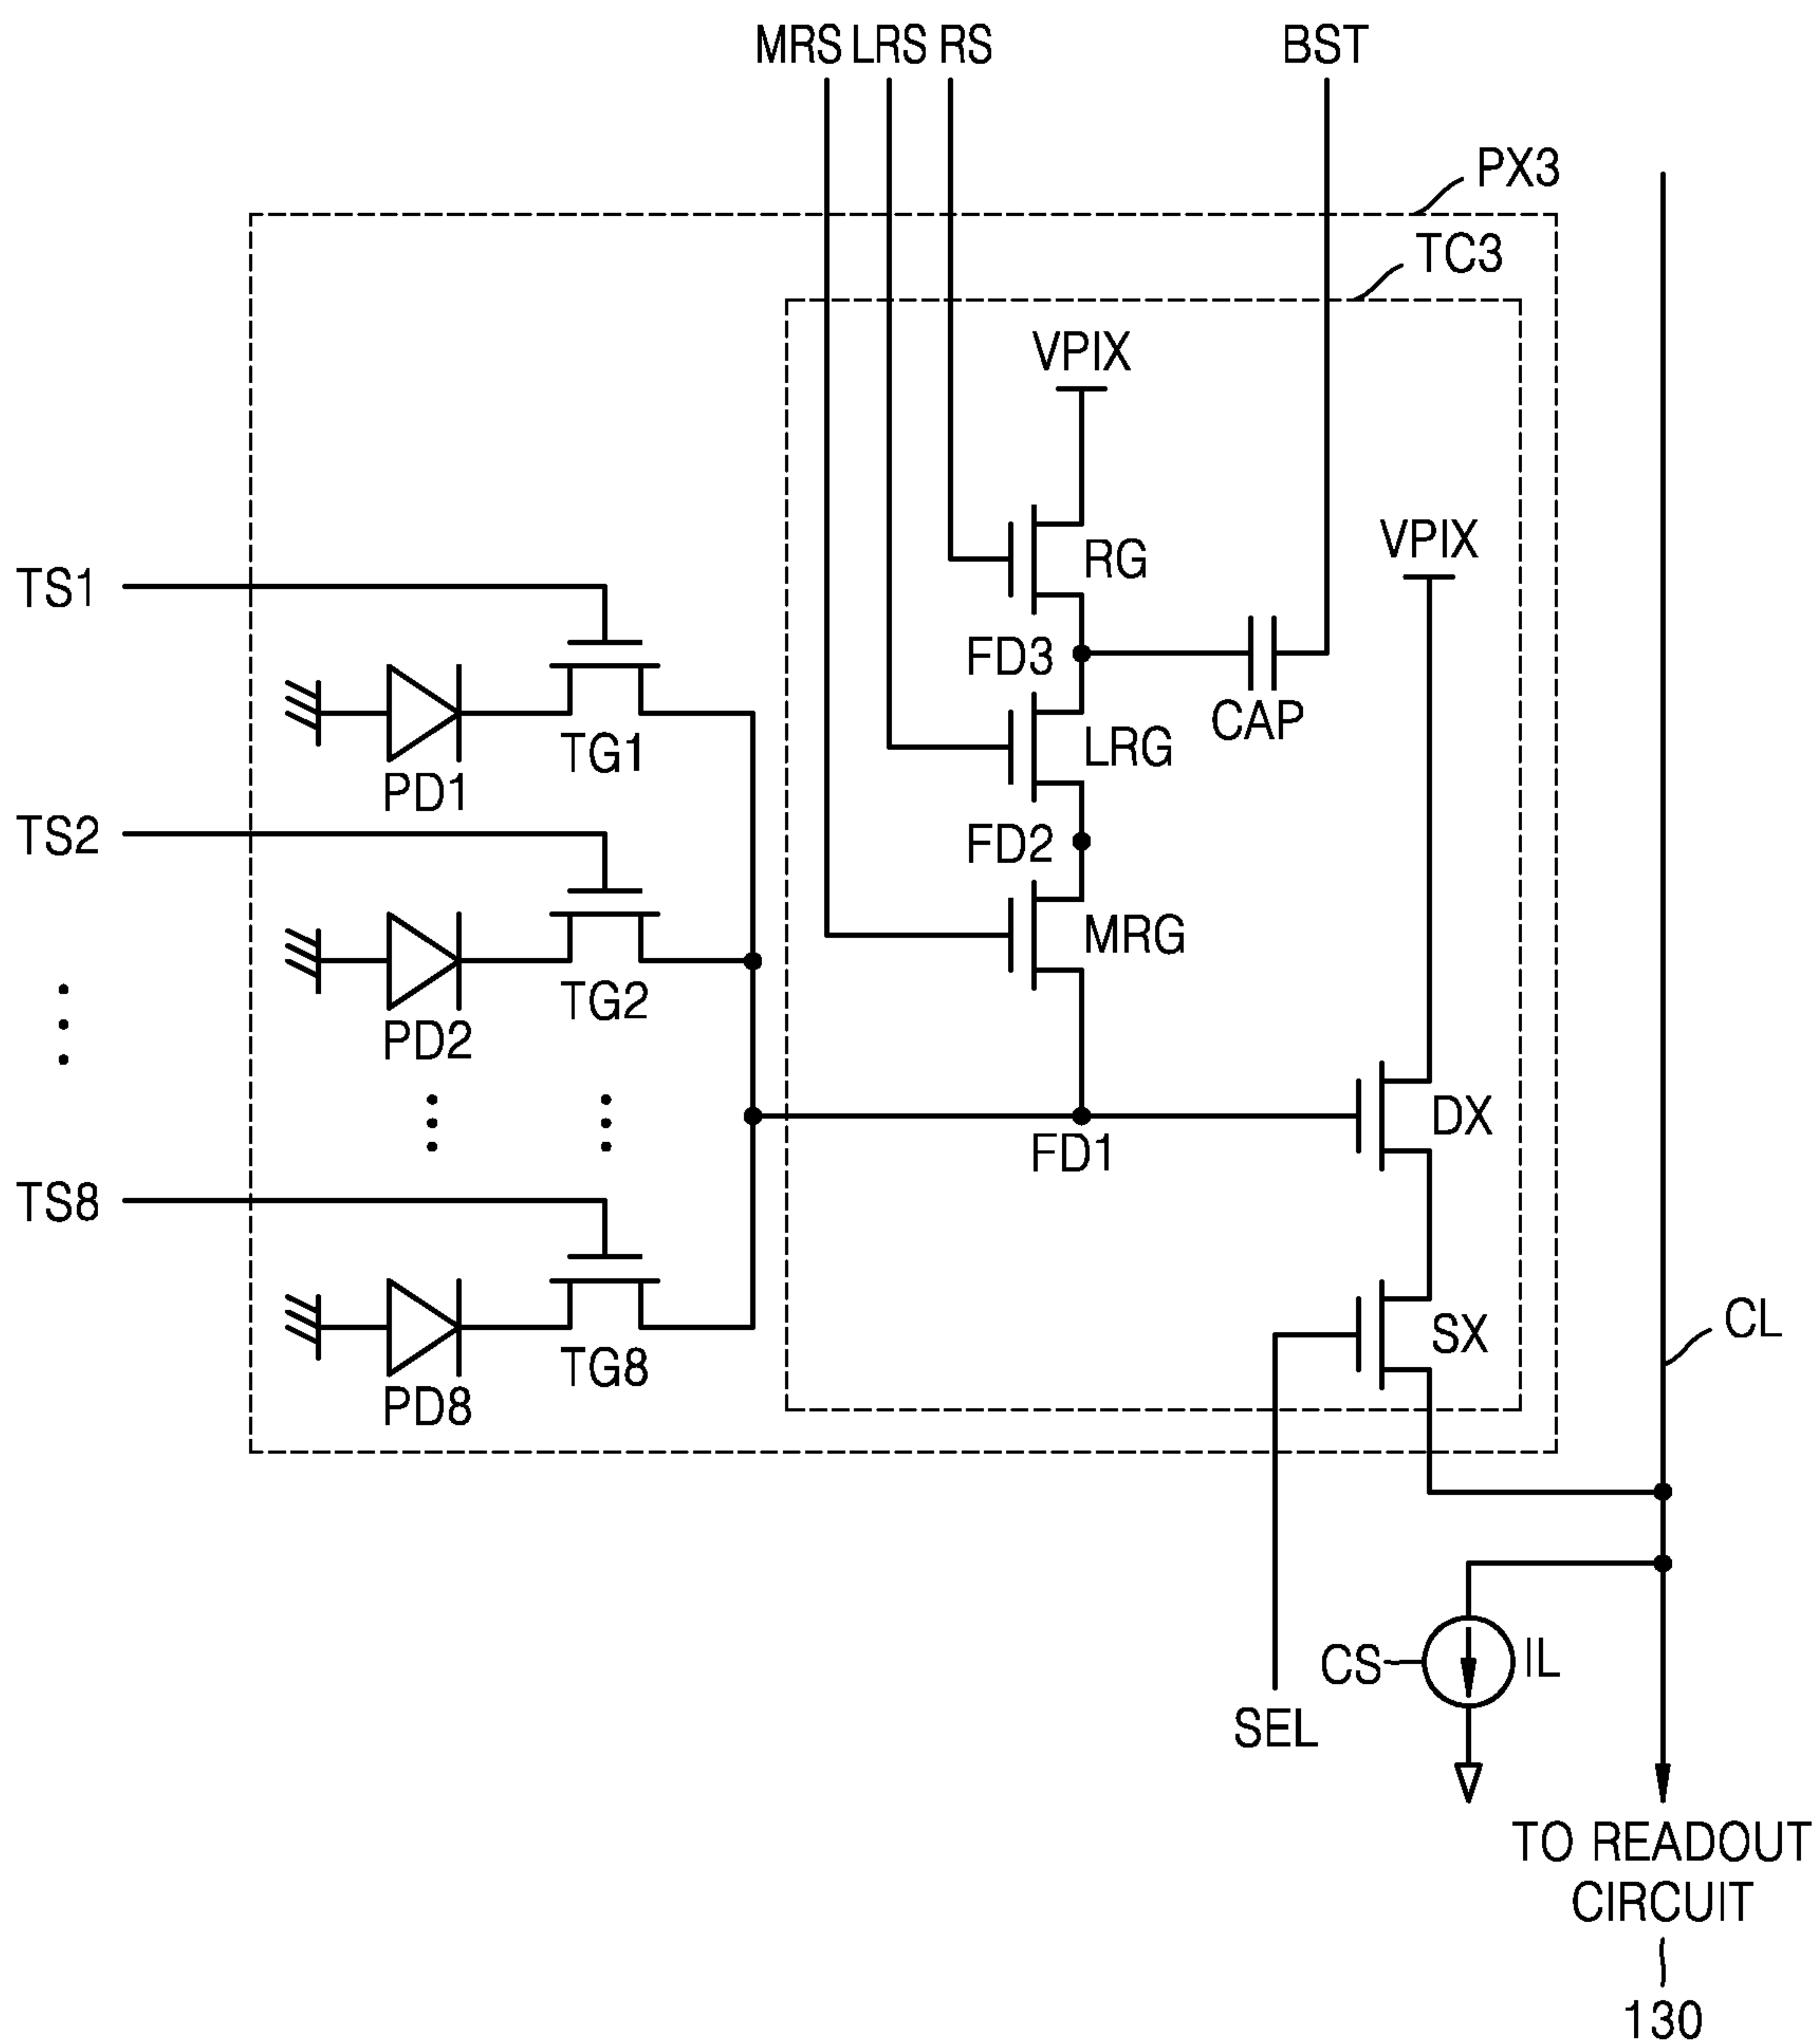 MRS LRS RS BST
PX3
TC3
VPIX
VPIX
RG
TS1
FD3
CAP
LRG
TG1
PD1
TS2
FD2
MRG
TG2
PD2
DX
FD1
TS8
SX
CL
TG8
PD8
CS
IL
SEL
TO READOUT
CIRCUIT
130